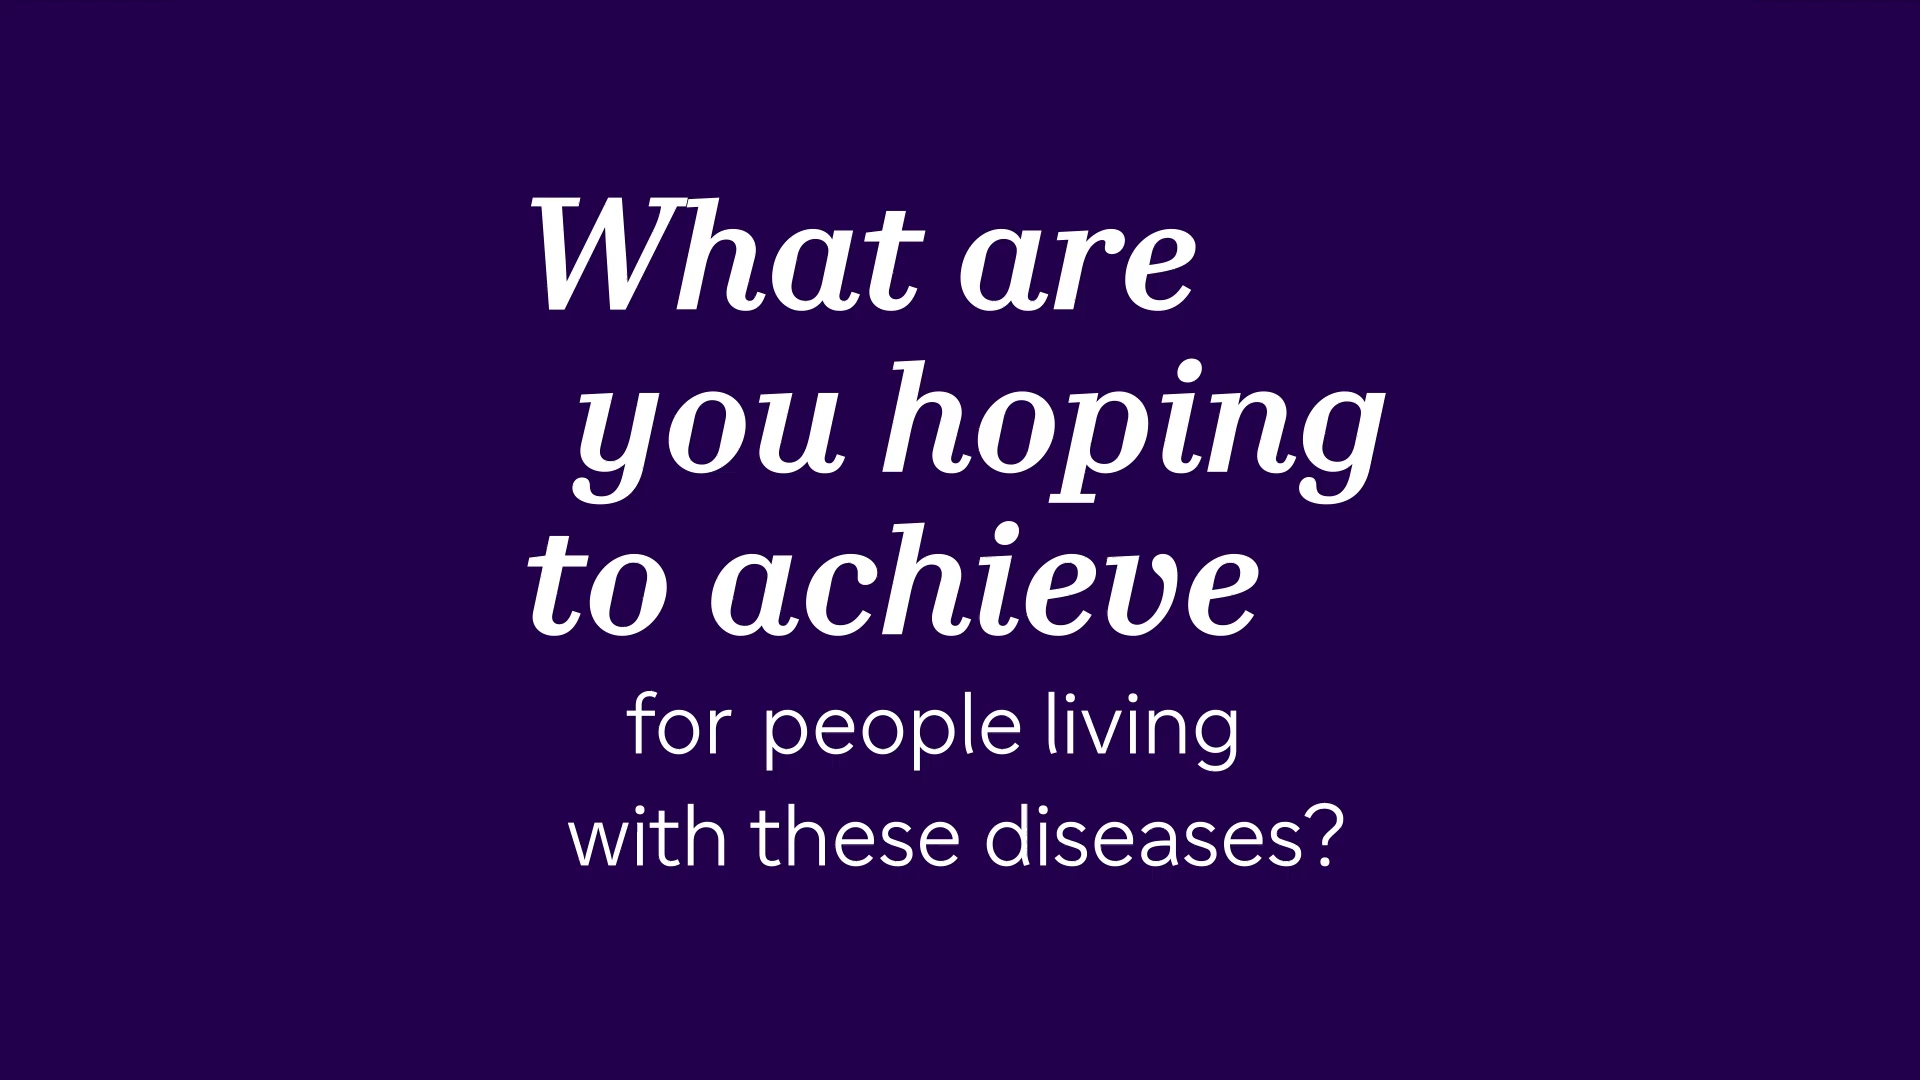 What are
you hoping
to achieve
for people living
with these diseases?